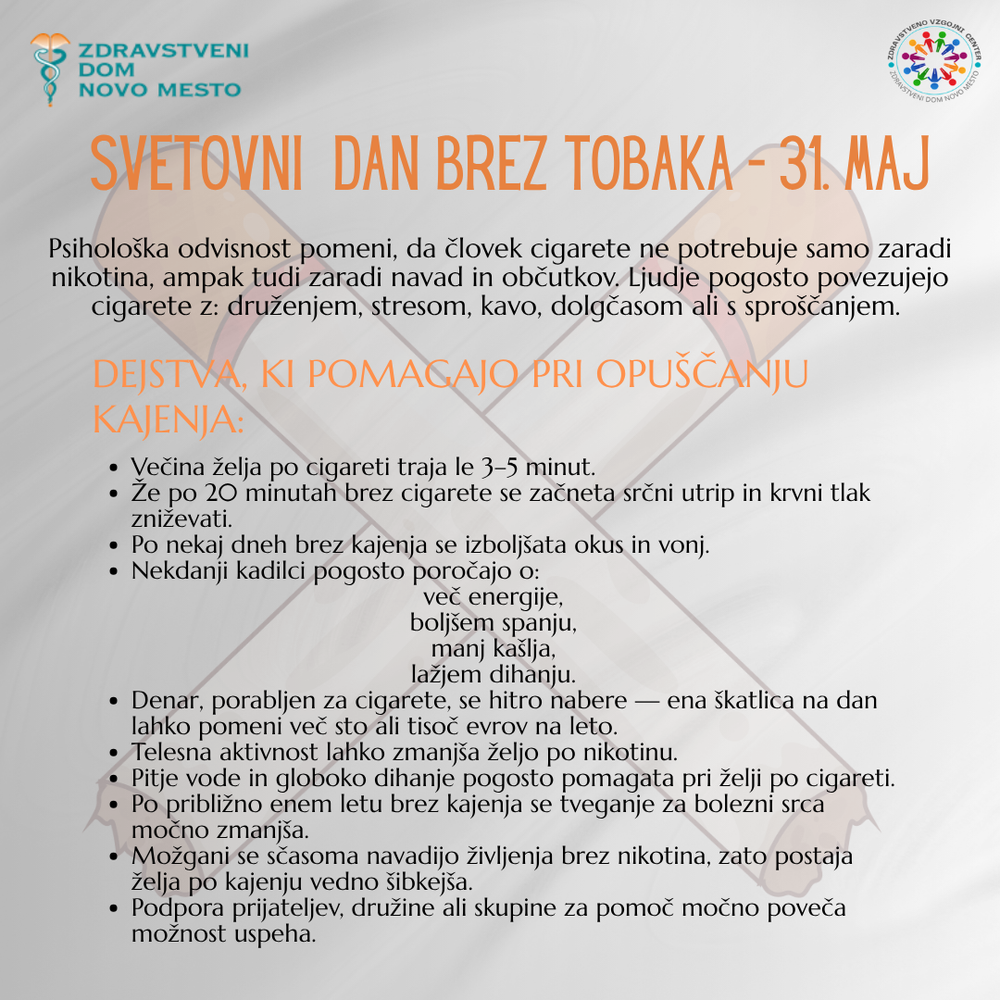 ZDRAVSTVENI
DOM
NOVO MESTO
ZDRAVSTVENO VZGOJNI CENTER
ZDRAVSTVENI DOM NOVO MESTO
SVETOVNI DAN BREZ TOBAKA - 31. MAJ
Psihološka odvisnost pomeni, da človek cigarete ne potrebuje samo zaradi
nikotina, ampak tudi zaradi navad in občutkov. Ljudje pogosto povezujejo
cigarete z: druženjem, stresom, kavo, dolgčasom ali s sproščanjem.
DEJSTVA, KI POMAGAJO PRI OPUŠČANJU
KAJENJA:
• Večina želja po cigareti traja le 3–5 minut.
• Že po 20 minutah brez cigarete se začneta srčni utrip in krvni tlak
zniževati.
• Po nekaj dneh brez kajenja se izboljšata okus in vonj.
• Nekdanji kadilci pogosto poročajo o:
več energije,
boljšem spanju,
manj kašlja,
lažjem dihanju.
• Denar, porabljen za cigarete, se hitro nabere — ena škatlica na dan
lahko pomeni več sto ali tisoč evrov na leto.
• Telesna aktivnost lahko zmanjša željo po nikotinu.
• Pitje vode in globoko dihanje pogosto pomagata pri želji po cigareti.
• Po približno enem letu brez kajenja se tveganje za bolezni srca
močno zmanjša.
• Možgani se sčasoma navadijo življenja brez nikotina, zato postaja
želja po kajenju vedno šibkejša.
• Podpora prijateljev, družine ali skupine za pomoč močno poveča
možnost uspeha.